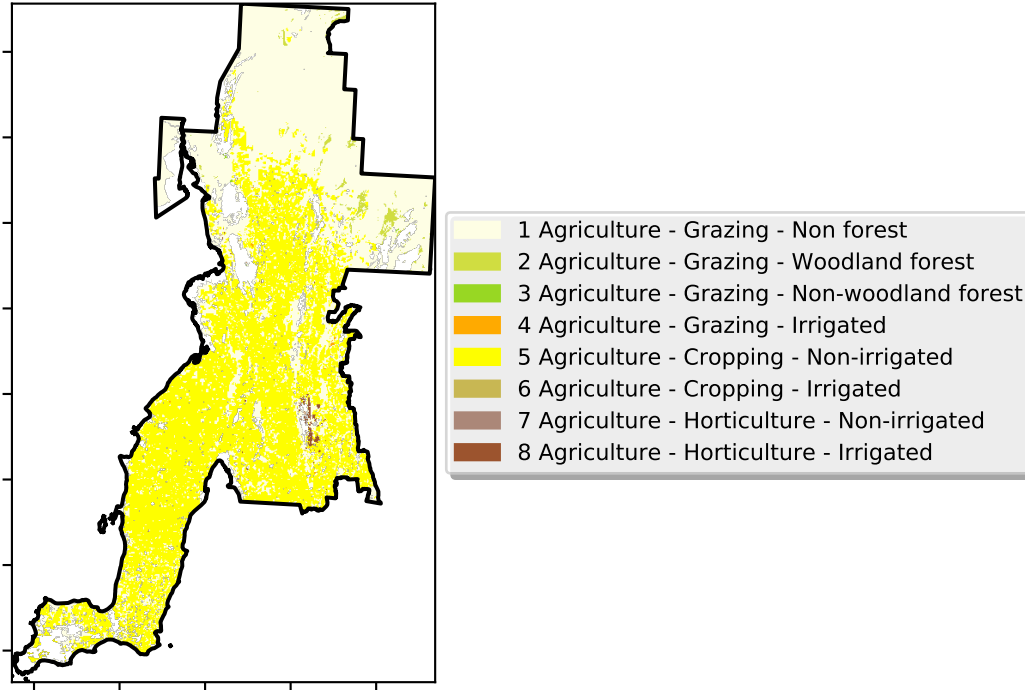 1 Agriculture - Grazing - Non forest
2 Agriculture - Grazing - Woodland forest
3 Agriculture - Grazing - Non-woodland forest
4 Agriculture - Grazing - Irrigated
5 Agriculture - Cropping - Non-irrigated
6 Agriculture - Cropping - Irrigated
7 Agriculture - Horticulture - Non-irrigated
8 Agriculture - Horticulture - Irrigated